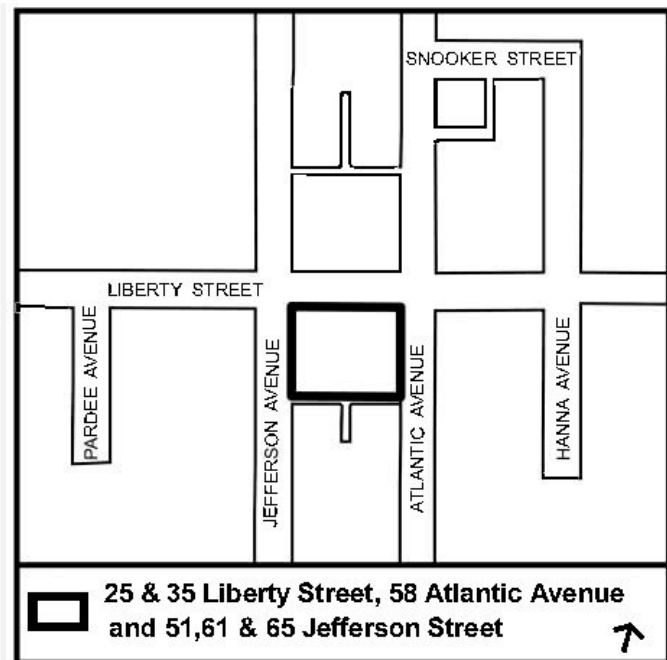 SNOOKER STREET
LIBERTY STREET
PARDEE AVENUE
JEFFERSON AVENUE
ATLANTIC AVENUE
HANNA AVENUE
25 & 35 Liberty Street, 58 Atlantic Avenue
and 51,61 & 65 Jefferson Street